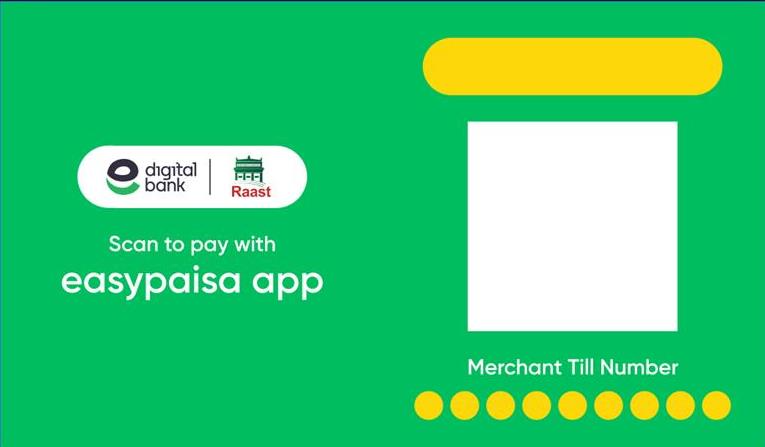 digital
bank
Raast
Scan to pay with
easypaisa app
Merchant Till Number